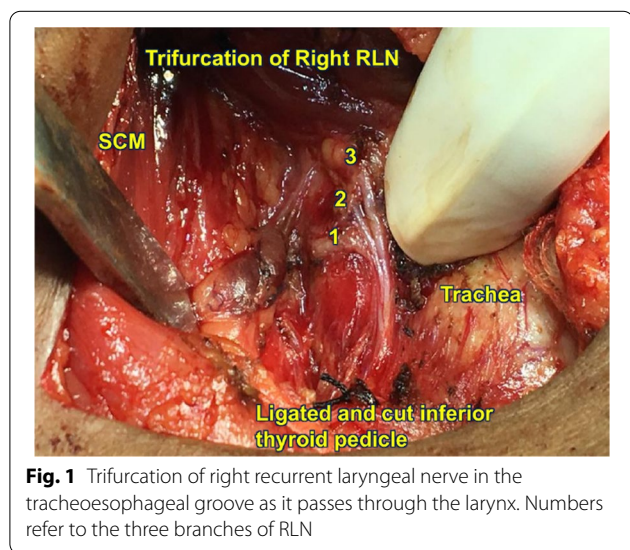 Trifurcation of Right RLN
SCM
3
2
1
Trachea
Ligated and cut inferior
thyroid pedicle
Fig. 1 Trifurcation of right recurrent laryngeal nerve in the
tracheoesophageal groove as it passes through the larynx. Numbers
refer to the three branches of RLN